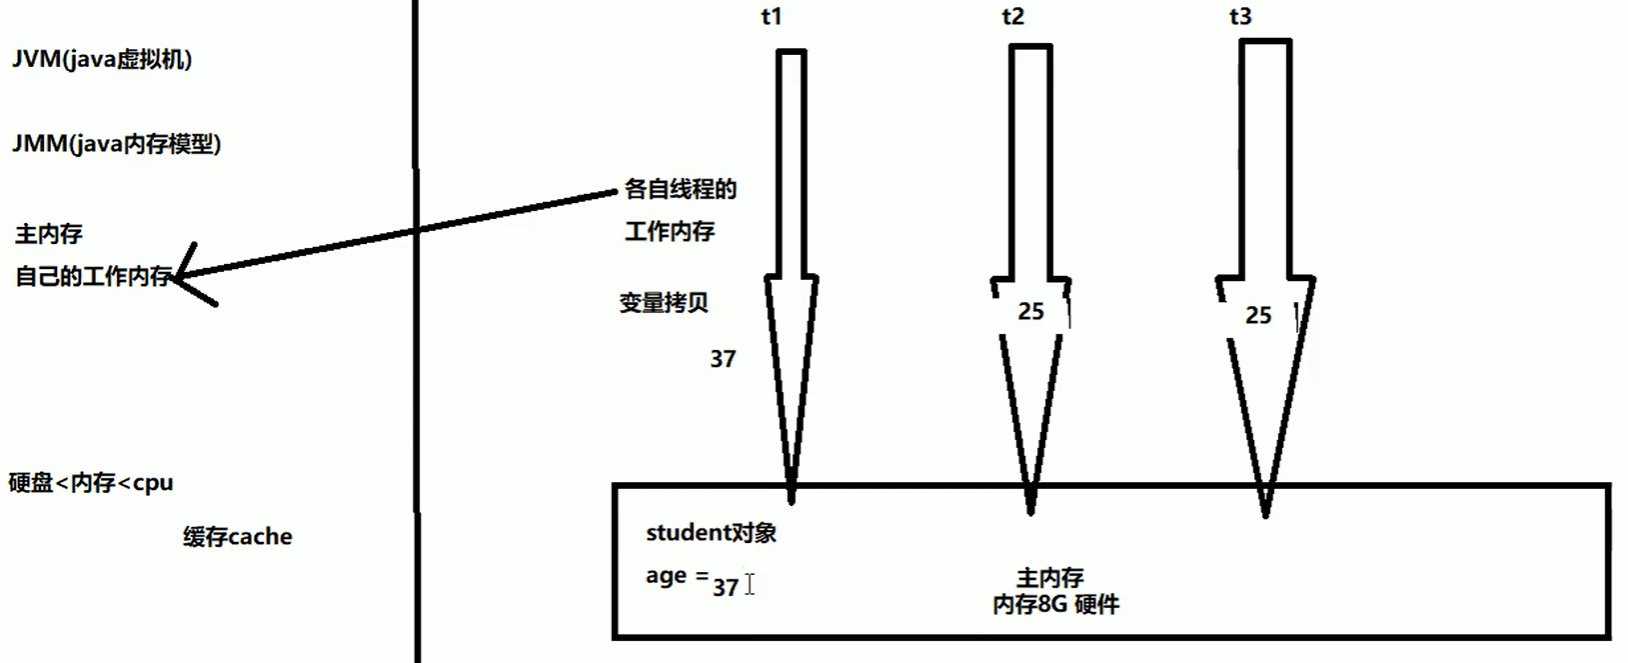 JVM(java虚拟机)
JMM(java内存模型)
主内存
自己的工作内存
硬盘<内存<cpu
缓存cache
t1
t2
t3
各自线程的
工作内存
变量拷贝
37
25
25
student对象
age =
37
主内存
内存8G 硬件